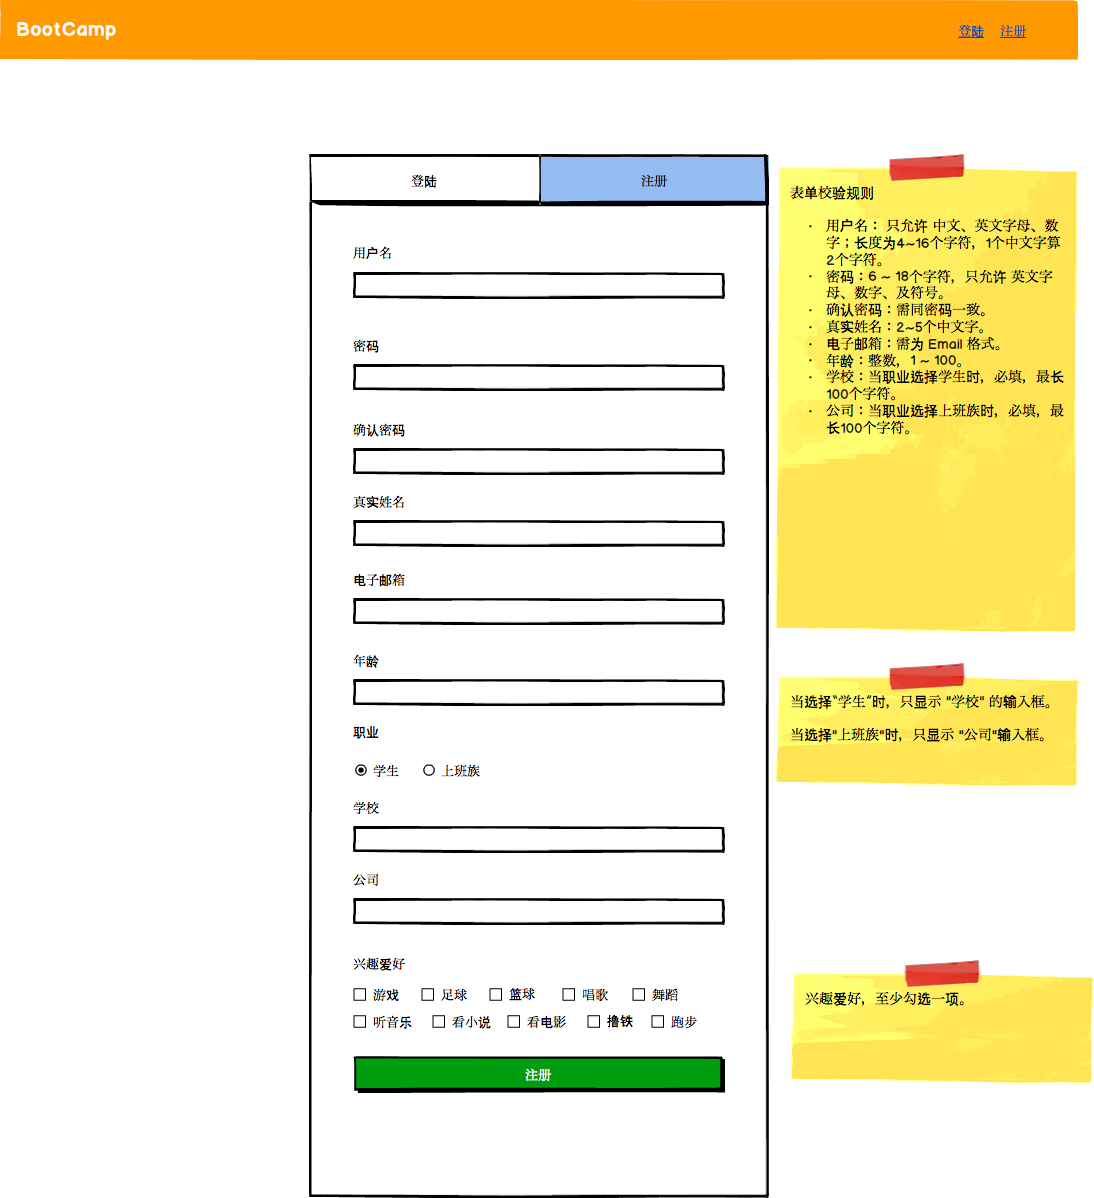 BootCamp
登陆 注册
登陆 注册
用户名
密码
确认密码
真实姓名
电子邮箱
年龄
职业
学生 上班族
学校
公司
兴趣爱好
游戏 足球 篮球 唱歌 舞蹈
听音乐 看小说 看电影 撸铁 跑步
注册
表单校验规则
· 用户名： 只允许 中文、英文字母、数
字；长度为4~16个字符，1个中文字算
2个字符。
· 密码：6 ~ 18个字符，只允许 英文字
母、数字、及符号。
· 确认密码：需同密码一致。
· 真实姓名：2~5个中文字。
· 电子邮箱：需为 Email 格式。
· 年龄：整数，1 ~ 100。
· 学校：当职业选择学生时，必填，最长
100个字符。
· 公司：当职业选择上班族时，必填，最
长100个字符。
当选择"学生"时，只显示 "学校" 的输入框。
当选择"上班族"时，只显示 "公司"输入框。
兴趣爱好，至少勾选一项。